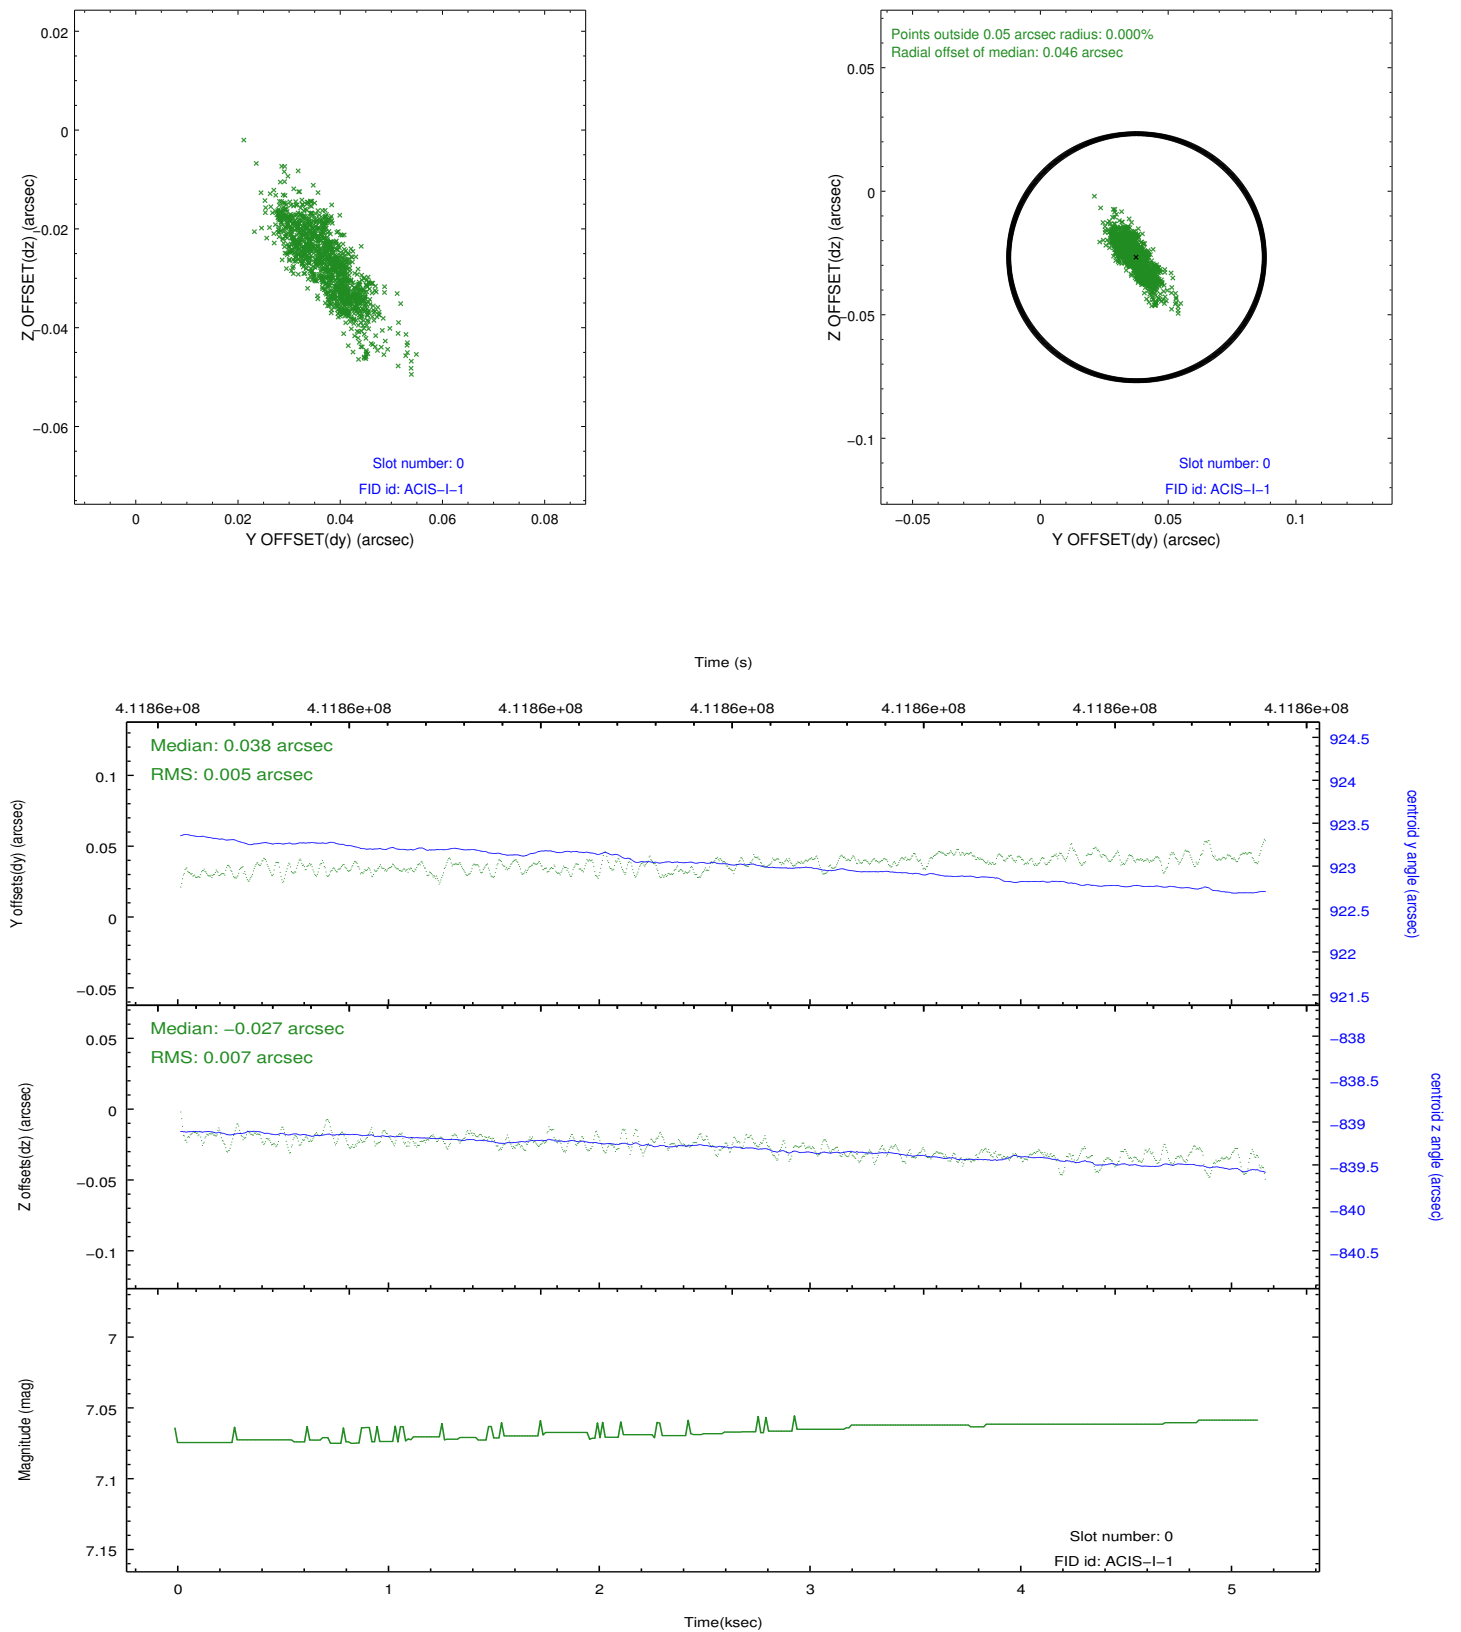 0.02
0
−0.02
−0.04
−0.06
Z OFFSET(dz) (arcsec)
Slot number: 0
FID id: ACIS−I−1
0
0.02
0.04
0.06
0.08
Y OFFSET(dy) (arcsec)
Points outside 0.05 arcsec radius: 0.000%
Radial offset of median: 0.046 arcsec
0.05
0
−0.05
−0.1
Z OFFSET(dz) (arcsec)
Slot number: 0
FID id: ACIS−I−1
−0.05
0
0.05
0.1
Y OFFSET(dy) (arcsec)
Time (s)
4.1186e+08
4.1186e+08
4.1186e+08
4.1186e+08
4.1186e+08
4.1186e+08
4.1186e+08
Median: 0.038 arcsec
RMS: 0.005 arcsec
0.1
0.05
0
−0.05
Y offsets(dy) (arcsec)
924.5
924
923.5
923
922.5
922
921.5
centroid y angle (arcsec)
Median: −0.027 arcsec
RMS: 0.007 arcsec
0.05
0
−0.05
−0.1
Z offsets(dz) (arcsec)
−838
−838.5
−839
−839.5
−840
−840.5
centroid z angle (arcsec)
7
7.05
7.1
7.15
Magnitude (mag)
Slot number: 0
FID id: ACIS−I−1
0
1
2
3
4
5
Time(ksec)